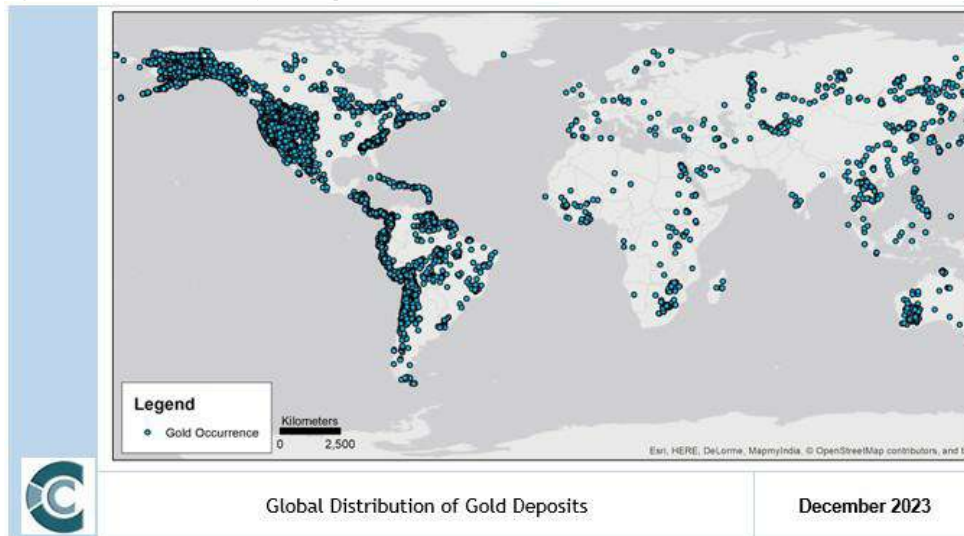 Legend
Gold Occurrence
Kilometers
0 2,500
Esri, HERE, DeLorme, MapmyIndia, © OpenStreetMap contributors, and t
Global Distribution of Gold Deposits
December 2023